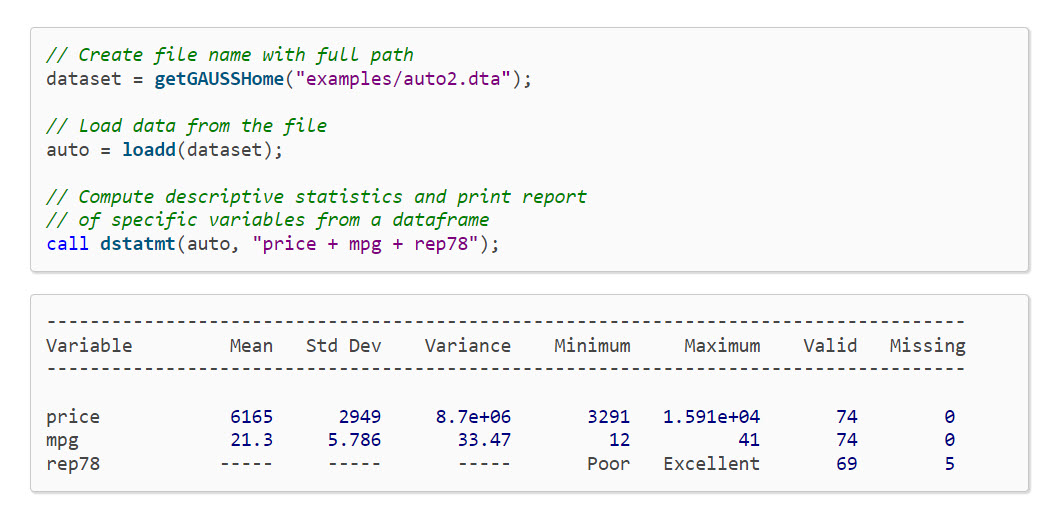 // Create file name with full path
dataset = getGAUSSHome("examples/auto2.dta");
// Load data from the file
auto = loadd(dataset);
// Compute descriptive statistics and print report
// of specific variables from a dataframe
call dstatmt(auto, "price + mpg + rep78");
-------------------------------------------------------------------------------------
Variable         Mean   Std Dev    Variance    Minimum     Maximum    Valid   Missing
-------------------------------------------------------------------------------------
price            6165      2949     8.7e+06       3291   1.591e+04       74        0
mpg              21.3     5.786       33.47         12          41       74        0
rep78           -----     -----       -----       Poor   Excellent       69        5